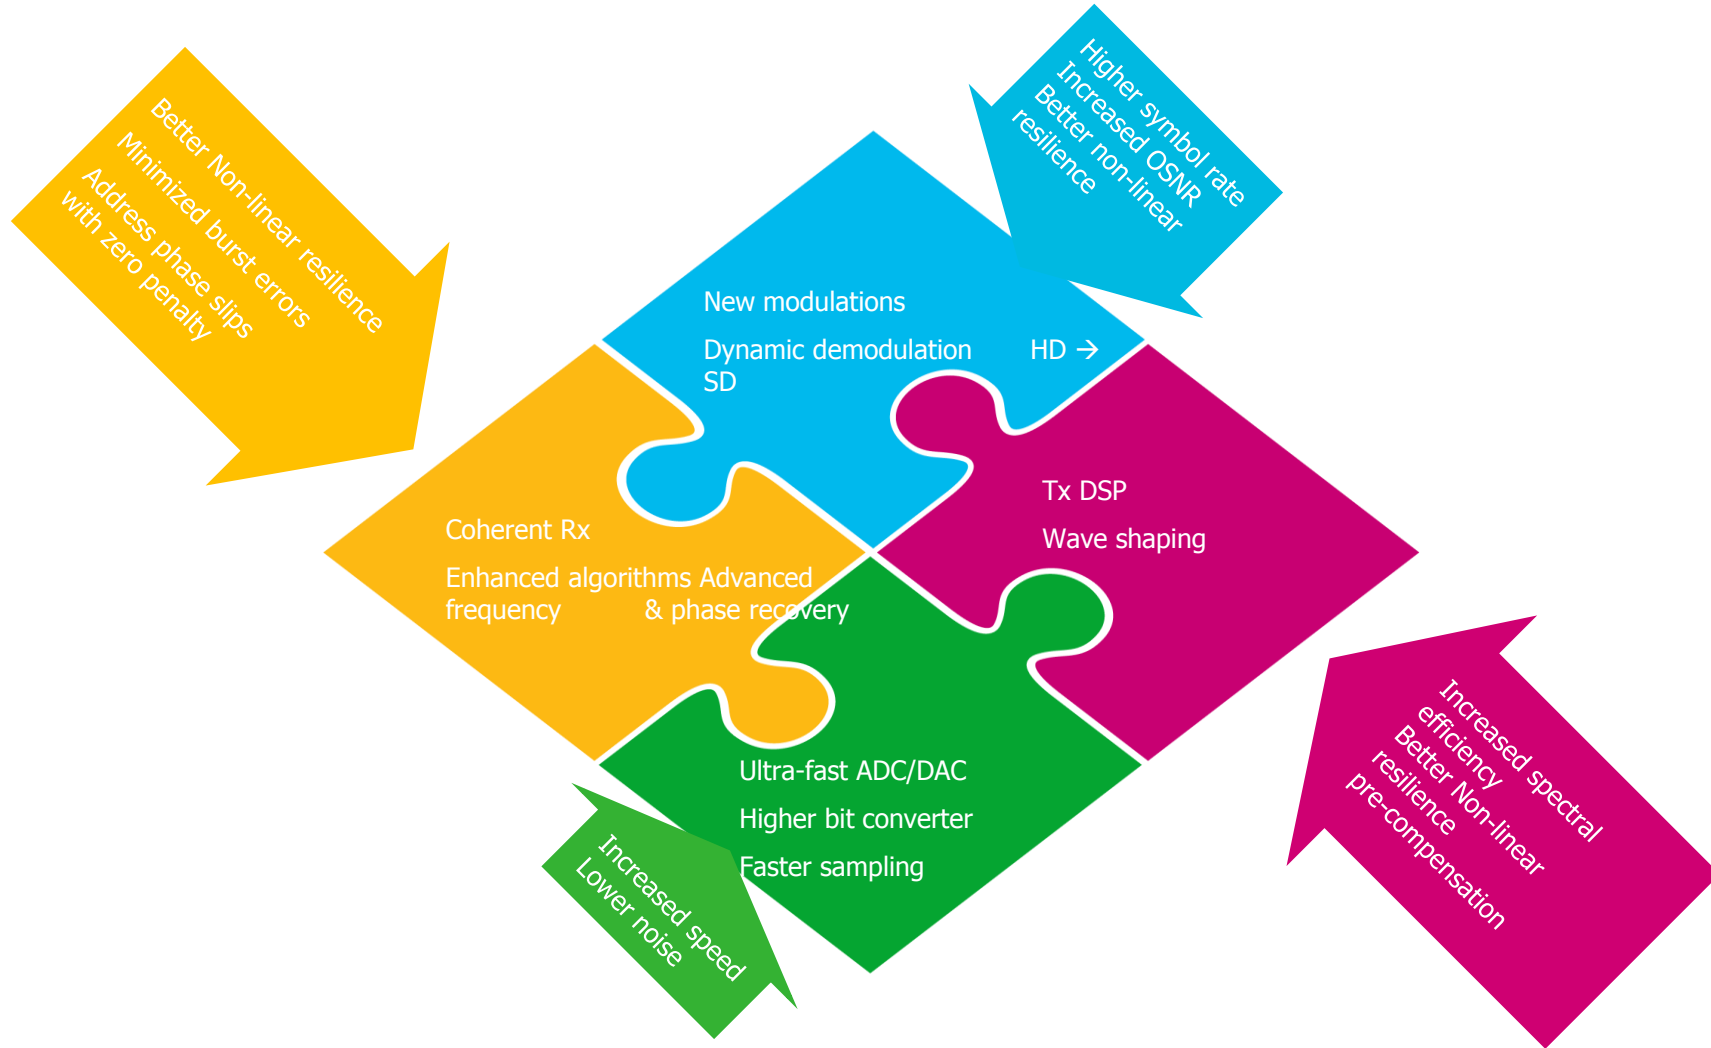 Better Non-linear resilience
Minimized burst errors
Address phase slips
with zero penalty
Higher symbol rate
Increased OSNR
Better non-linear
resilience
New modulations
Dynamic demodulation HD →
SD
Coherent Rx
Enhanced algorithms Advanced
frequency & phase recovery
Tx DSP
Wave shaping
Ultra-fast ADC/DAC
Higher bit converter
Faster sampling
Increased speed
Lower noise
Increased spectral
efficiency
Better Non-linear
resilience
pre-compensation